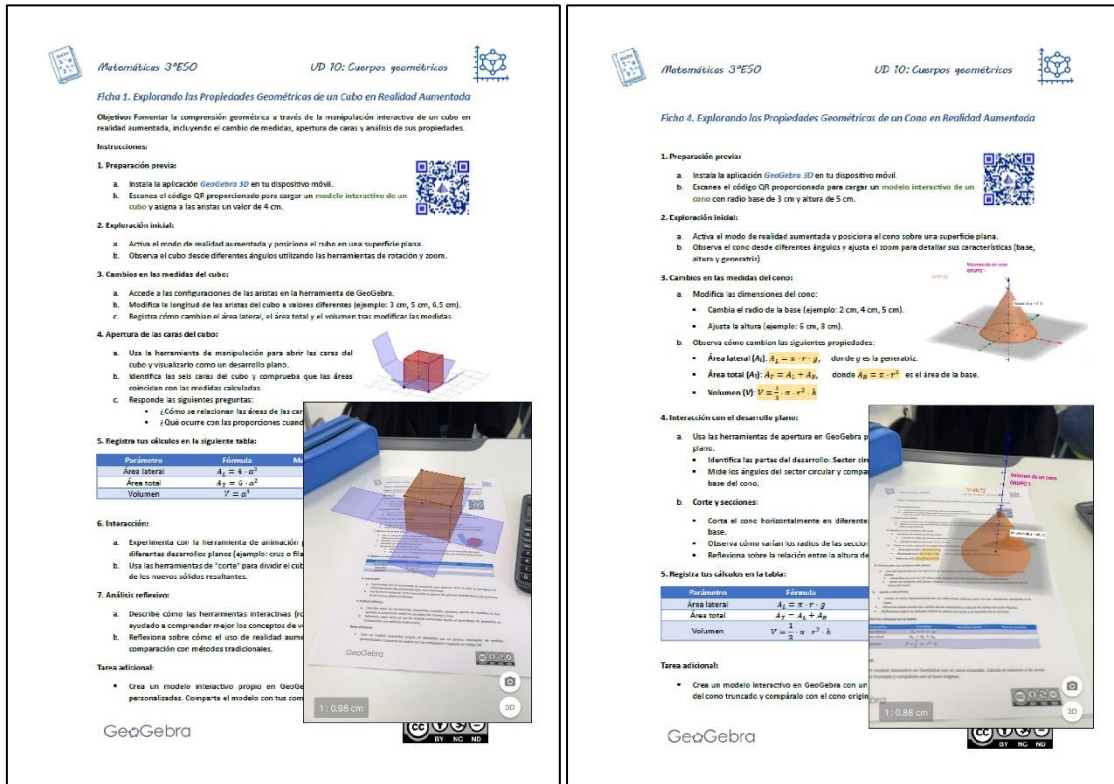 Matemáticas 3ºESO
UD 10: Cuerpos geométricos
Ficha 1. Explorando las Propiedades Geométricas de un Cubo en Realidad Aumentada
Objetivo: Fomentar la comprensión geométrica a través de la manipulación interactiva de un cubo en
realidad aumentada, incluyendo el cambio de medidas, apertura de caras y análisis de sus propiedades.
Instrucciones:
1. Preparación previa:
a. Instala la aplicación GeoGebra 3D en tu dispositivo móvil.
b. Escanea el código QR proporcionado para cargar un modelo interactivo de un
cubo y asigna a las aristas un valor de 4 cm.
2. Exploración inicial:
a. Activa el modo de realidad aumentada y posiciona el cubo en una superficie plana.
b. Observa el cubo desde diferentes ángulos utilizando las herramientas de rotación y zoom.
3. Cambios en las medidas del cubo:
a. Accede a las configuraciones de las aristas en la herramienta de GeoGebra.
b. Modifica la longitud de las aristas del cubo a valores diferentes (ejemplo: 3 cm, 5 cm, 6.5 cm).
c. Registra cómo cambian el área lateral, el área total y el volumen tras modificar las medidas.
4. Apertura de las caras del cubo:
a. Usa la herramienta de manipulación para abrir las caras del
cubo y visualizarlo como un desarrollo plano.
b. Identifica las seis caras del cubo y comprueba que las áreas
coincidan con las medidas calculadas.
c. Responde las siguientes preguntas:
▪ ¿Cómo se relacionan las áreas de las car
▪ ¿Qué ocurre con las proporciones cuand
5. Registra tus cálculos en la siguiente tabla:
Parámetro Fórmula Me
Área lateral A_L = 4 · a²
Área total A_T = 6 · a²
Volumen V = a³
6. Interacción:
a. Experimenta con la herramienta de animación p
diferentes desarrollos planos (ejemplo: cruz o fila
b. Usa las herramientas de "corte" para dividir el cub
de los nuevos sólidos resultantes.
7. Análisis reflexivo:
a. Describe cómo las herramientas interactivas (ro
ayudado a comprender mejor los conceptos de v
b. Reflexiona sobre cómo el uso de realidad aume
comparación con métodos tradicionales.
Tarea adicional:
• Crea un modelo interactivo propio en GeoGe
personalizadas. Comparte el modelo con tus com
GeoGebra
1 : 0.98 cm
3D
GeoGebra
cc BY NC ND
Matemáticas 3ºESO
UD 10: Cuerpos geométricos
Ficha 4. Explorando las Propiedades Geométricas de un Cono en Realidad Aumentada
1. Preparación previa:
a. Instala la aplicación GeoGebra 3D en tu dispositivo móvil.
b. Escanea el código QR proporcionado para cargar un modelo interactivo de un
cono con radio base de 3 cm y altura de 5 cm.
2. Exploración inicial:
a. Activa el modo de realidad aumentada y posiciona el cono sobre una superficie plana.
b. Observa el cono desde diferentes ángulos y ajusta el zoom para detallar sus características (base,
altura y generatriz).
3. Cambios en las medidas del cono:
Volumen de un cono
GRUPO 1
a. Modifica las dimensiones del cono:
▪ Cambia el radio de la base (ejemplo: 2 cm, 4 cm, 5 cm).
▪ Ajusta la altura (ejemplo: 6 cm, 8 cm).
b. Observa cómo cambian las siguientes propiedades:
▪ Área lateral (A_L): A_L = π · r · g, donde g es la generatriz.
▪ Área total (A_T): A_T = A_L + A_B, donde A_B = π · r² es el área de la base.
▪ Volumen (V): V = 1/3 · π · r² · h
4. Interacción con el desarrollo plano:
a. Usa las herramientas de apertura en GeoGebra p
plano.
▪ Identifica las partes del desarrollo: Sector circ
▪ Mide los ángulos del sector circular y compar
base del cono.
b. Corte y secciones:
▪ Corta el cono horizontalmente en diferente
base.
▪ Observa cómo varían los radios de las seccion
▪ Reflexiona sobre la relación entre la altura de
5. Registra tus cálculos en la tabla:
Parámetro Fórmula
Área lateral A_L = π · r · g
Área total A_T = A_L + A_B
Volumen V = 1/3 · π · r² · h
Tarea adicional:
• Crea un modelo interactivo en GeoGebra con un
del cono truncado y compáralo con el cono origin
Volumen de un cono
GRUPO 1
1 : 0.88 cm
3D
GeoGebra
cc BY NC ND